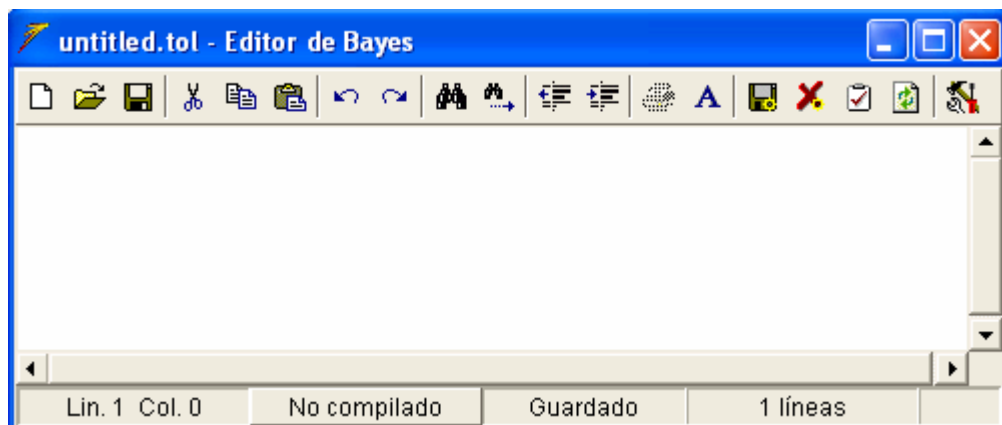 untitled.tol - Editor de Bayes
A
Lin. 1 Col. 0 No compilado Guardado 1 líneas